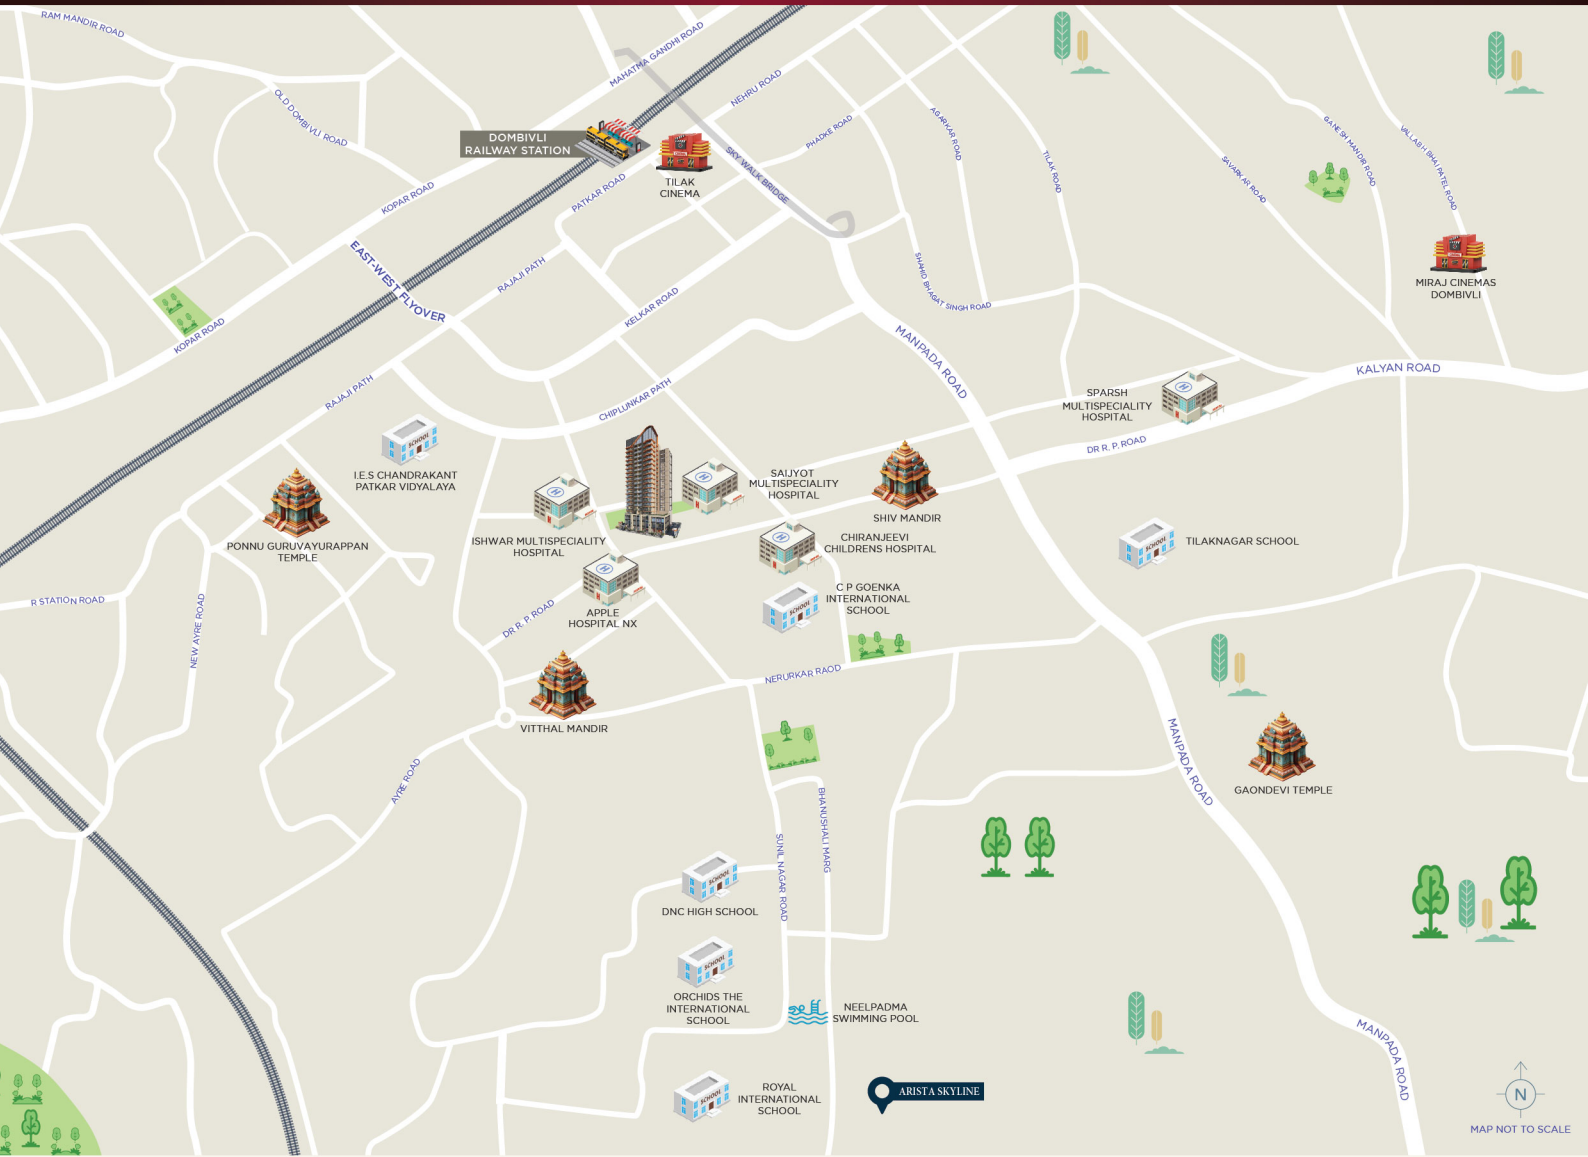 RAM MANDIR ROAD
MAHATMA GANDHI ROAD
OLD DOMBIVLI ROAD
NEHRU ROAD
DOMBIVLI
RAILWAY STATION
TILAK
CINEMA
SKY WALK BRIDGE
PHADKE ROAD
AGARKAR ROAD
TILAK ROAD
SAVARKAR ROAD
GANESH MANDIR ROAD
VALLABH BHAI PATEL ROAD
KOPAR ROAD
PATKAR ROAD
EAST-WEST FLYOVER
RAJAJI PATH
KELKAR ROAD
SHAHID BHAGAT SINGH ROAD
MIRAJ CINEMAS
DOMBIVLI
KOPAR ROAD
MANPADA ROAD
KALYAN ROAD
RAJAJI PATH
CHIPLUNKAR PATH
SPARSH
MULTISPECIALITY
HOSPITAL
DR R. P. ROAD
SCHOOL
I.E.S CHANDRAKANT
PATKAR VIDYALAYA
H
SAIJYOT
MULTISPECIALITY
HOSPITAL
SHIV MANDIR
PONNU GURUVAYURAPPAN
TEMPLE
ISHWAR MULTISPECIALITY
HOSPITAL
CHIRANJEEVI
CHILDRENS HOSPITAL
SCHOOL
TILAKNAGAR SCHOOL
R STATION ROAD
NEW AYRE ROAD
DR R. P. ROAD
APPLE
HOSPITAL NX
SCHOOL
C P GOENKA
INTERNATIONAL
SCHOOL
NERURKAR RAOD
VITTHAL MANDIR
AYRE ROAD
MANPADA ROAD
GAONDEVI TEMPLE
BHANUSHALI MARG
SUNIL NAGAR ROAD
SCHOOL
DNC HIGH SCHOOL
SCHOOL
ORCHIDS THE
INTERNATIONAL
SCHOOL
NEELPADMA
SWIMMING POOL
SCHOOL
ROYAL
INTERNATIONAL
SCHOOL
ARISTA SKYLINE
MANPADA ROAD
N
MAP NOT TO SCALE